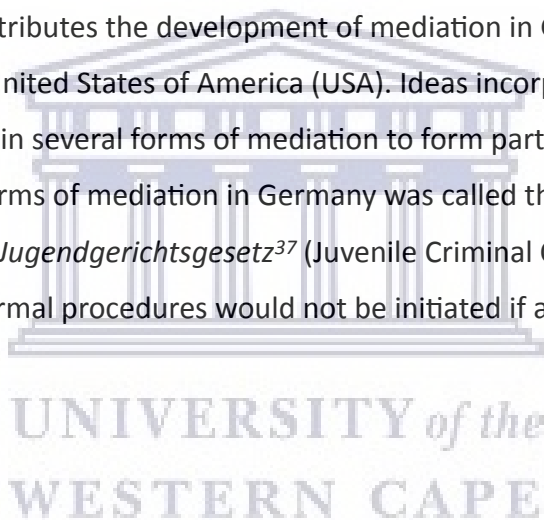 tributes the development of mediation in
nited States of America (USA). Ideas incor
in several forms of mediation to form part
rms of mediation in Germany was called th
Jugendgerichtsgesetz³⁷ (Juvenile Criminal
rmal procedures would not be initiated if a
UNIVERSITY of the
WESTERN CAPE